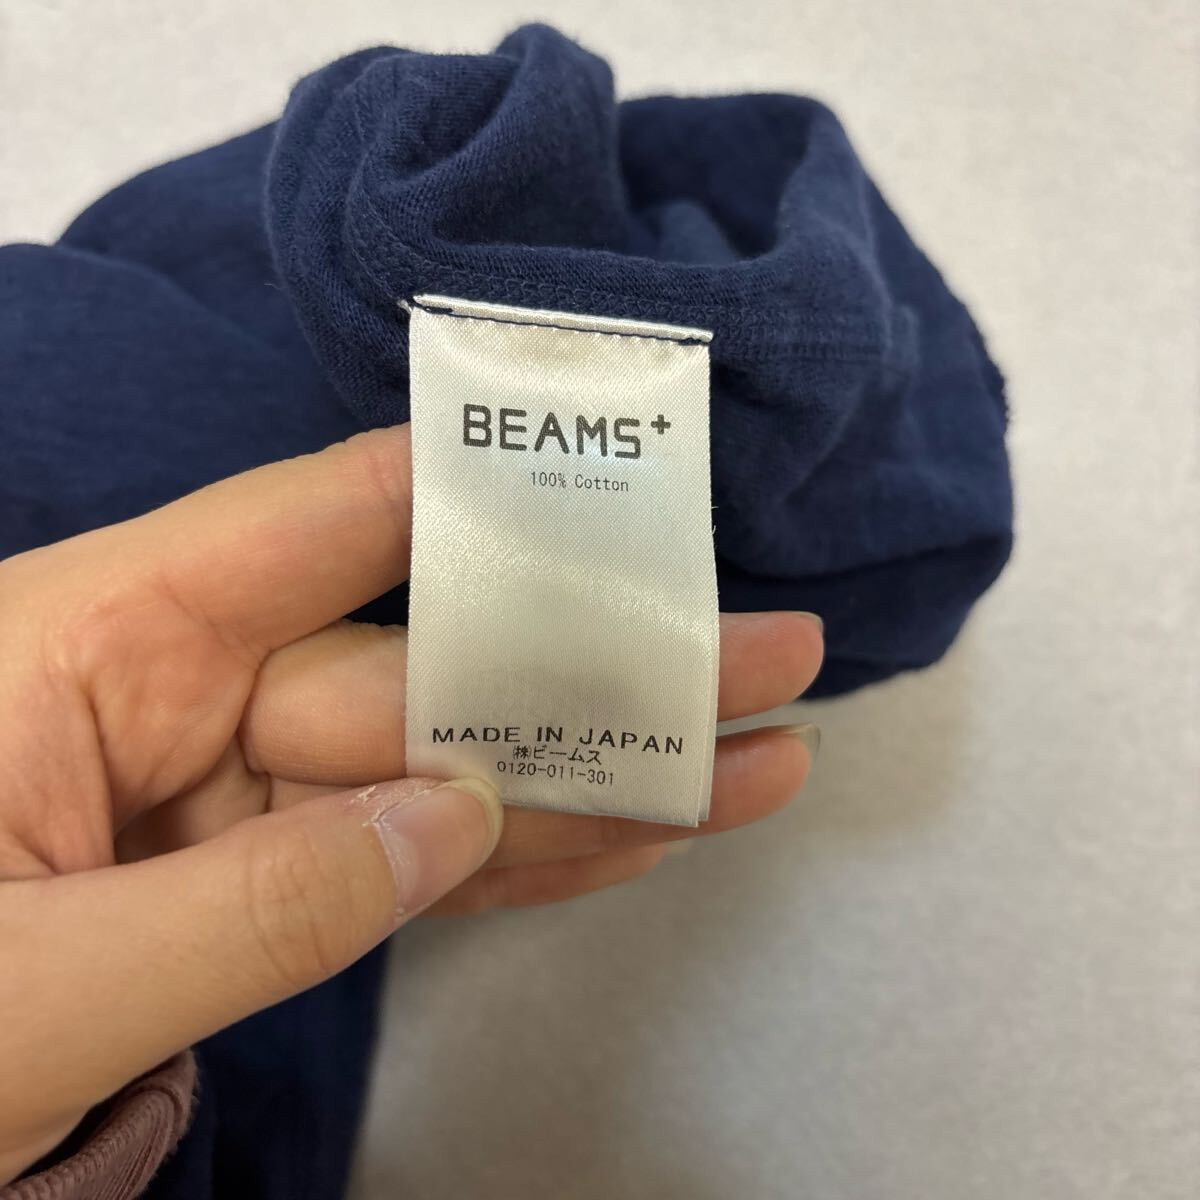 BEAMS+
100% Cotton
MADE IN JAPAN
㈱ビームス
0120-011-301